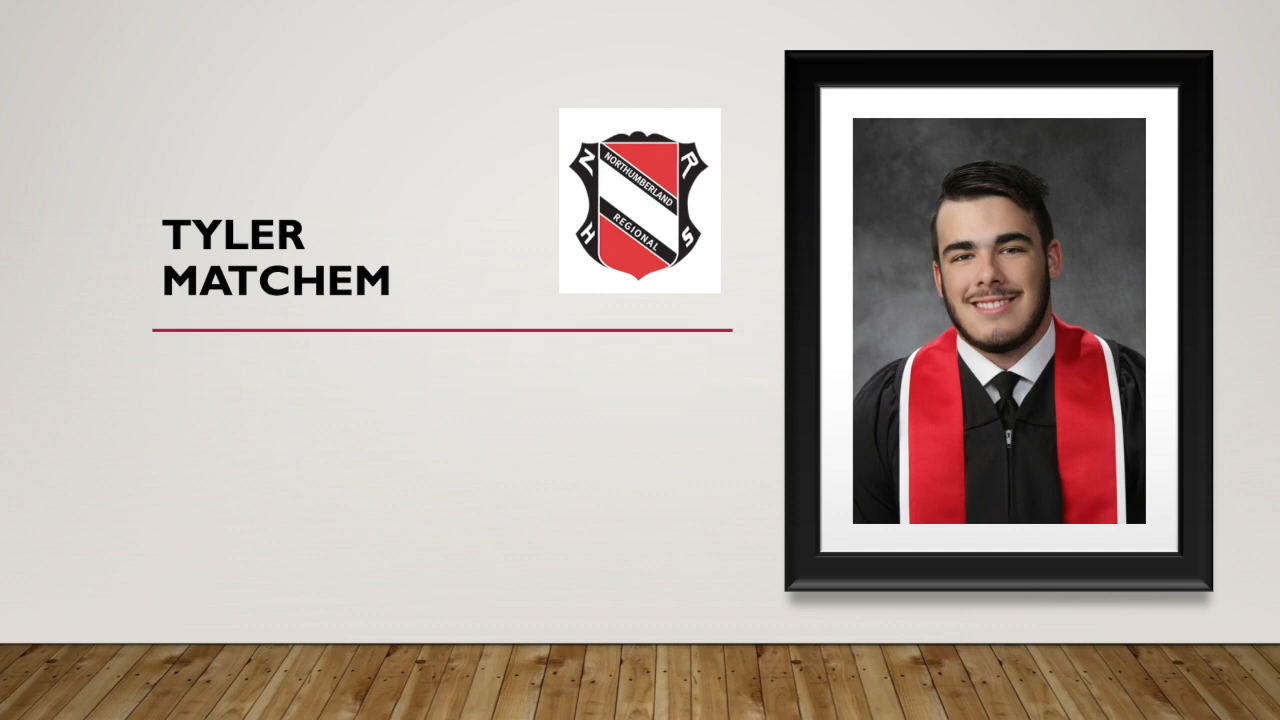 TYLER
MATCHEM
N R
NORTHUMBERLAND
REGIONAL
H S